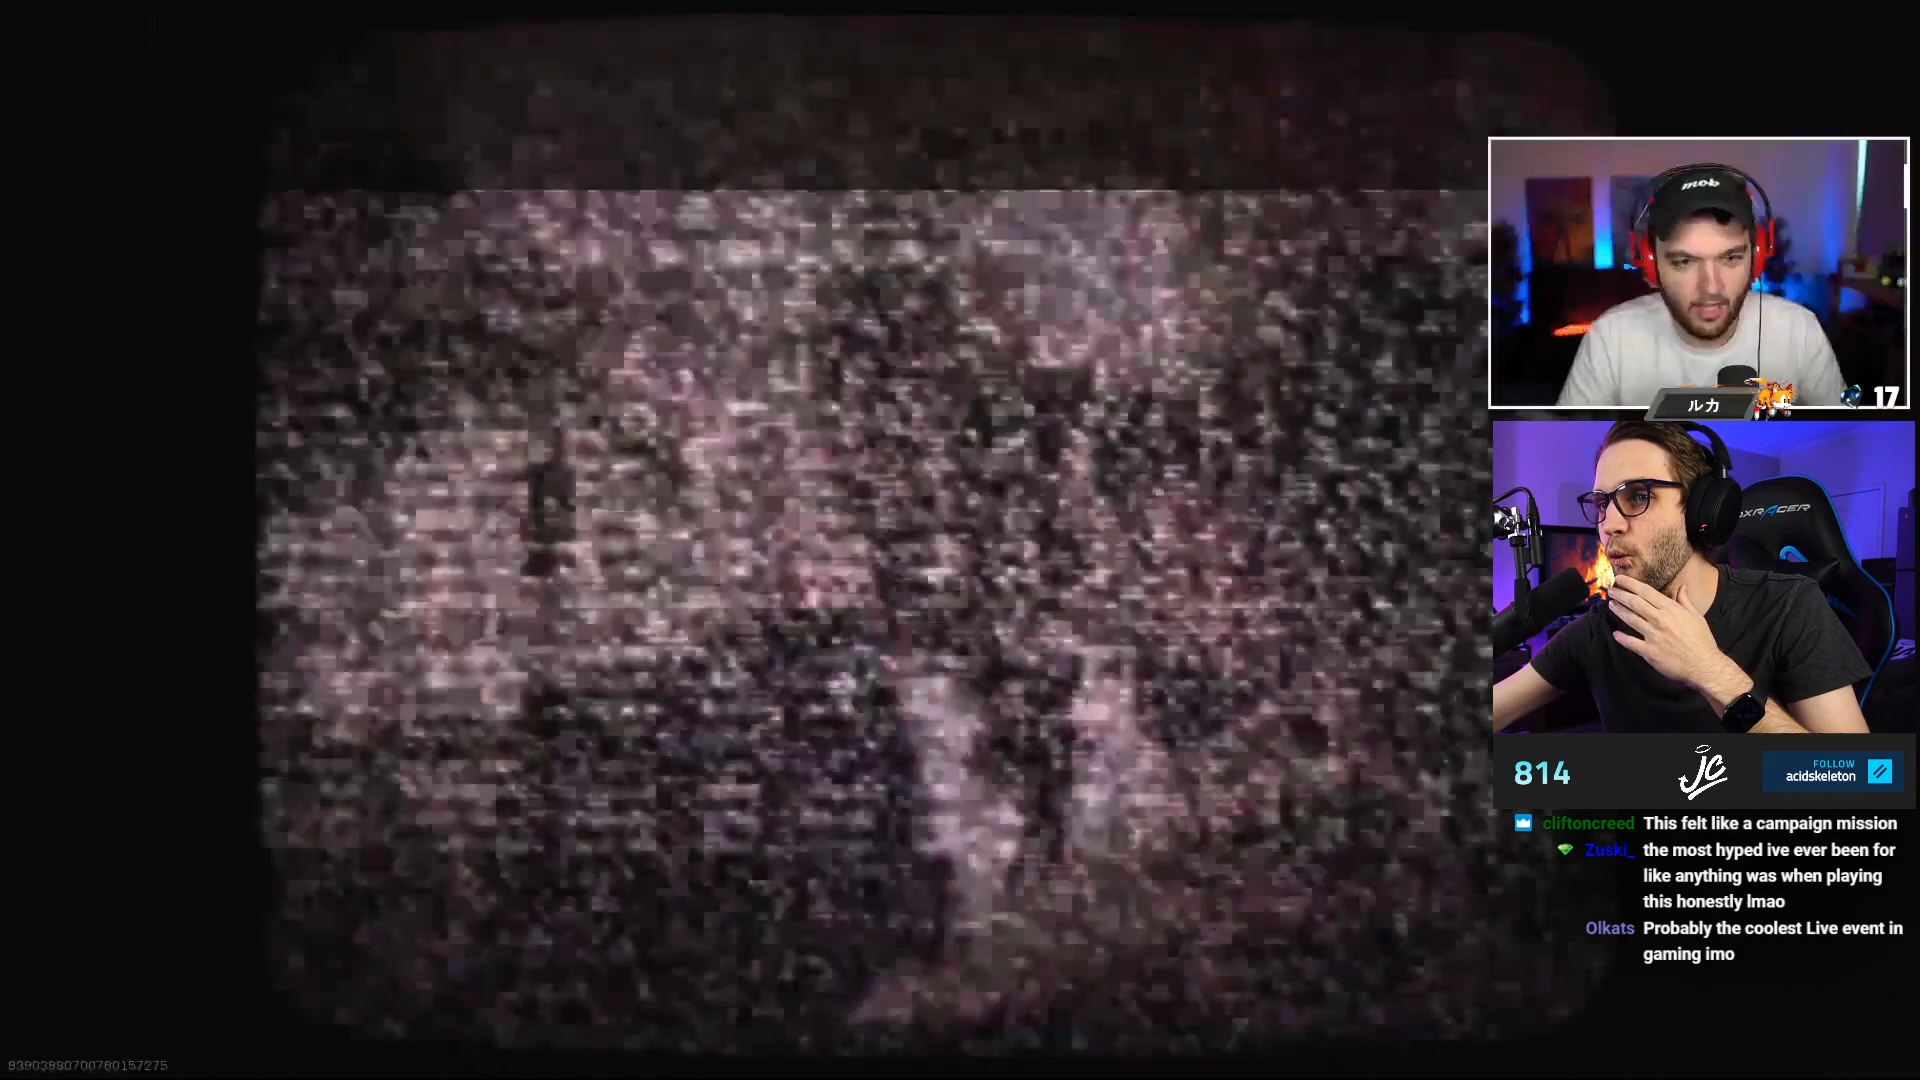 mob
ルカ
17
DXRACER
814
JC
FOLLOW
acidskeleton
cliftoncreed This felt like a campaign mission
Zuski_ the most hyped ive ever been for
like anything was when playing
this honestly lmao
Olkats Probably the coolest Live event in
gaming imo
93903980700760157275